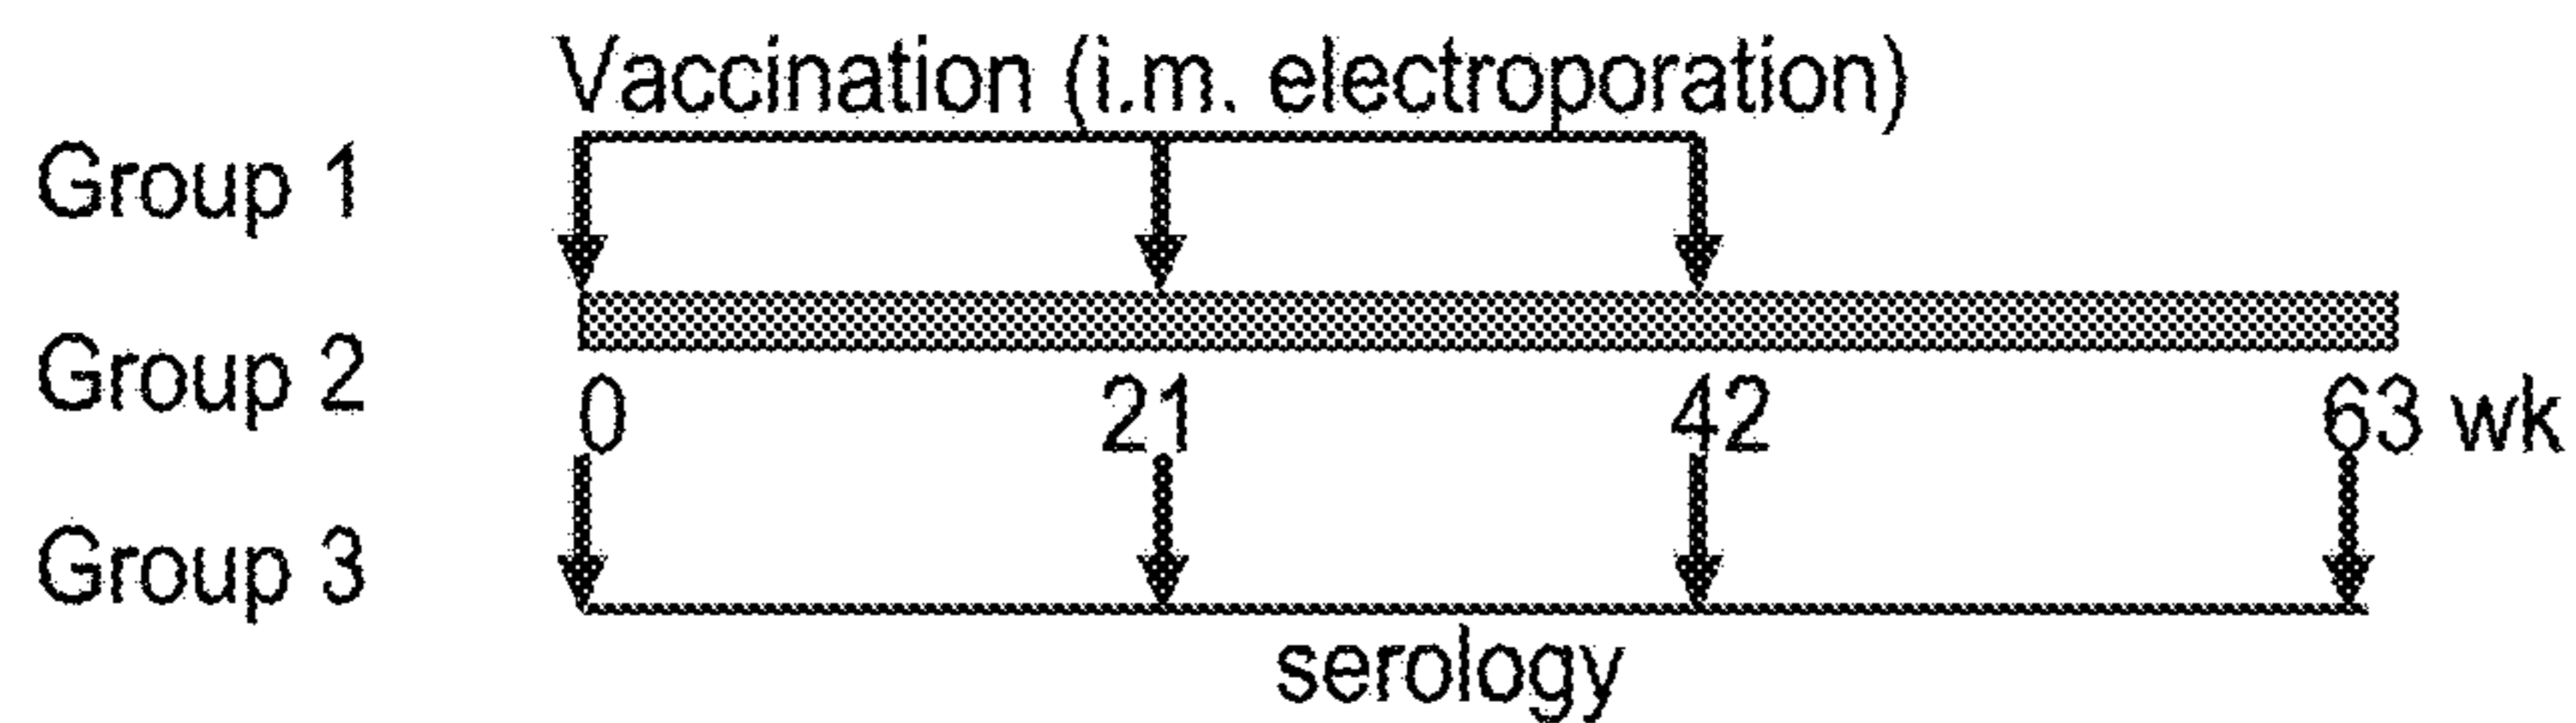 Vaccination (i.m. electroporation)
Group 1
Group 2
0 21 42 63 wk
Group 3
serology